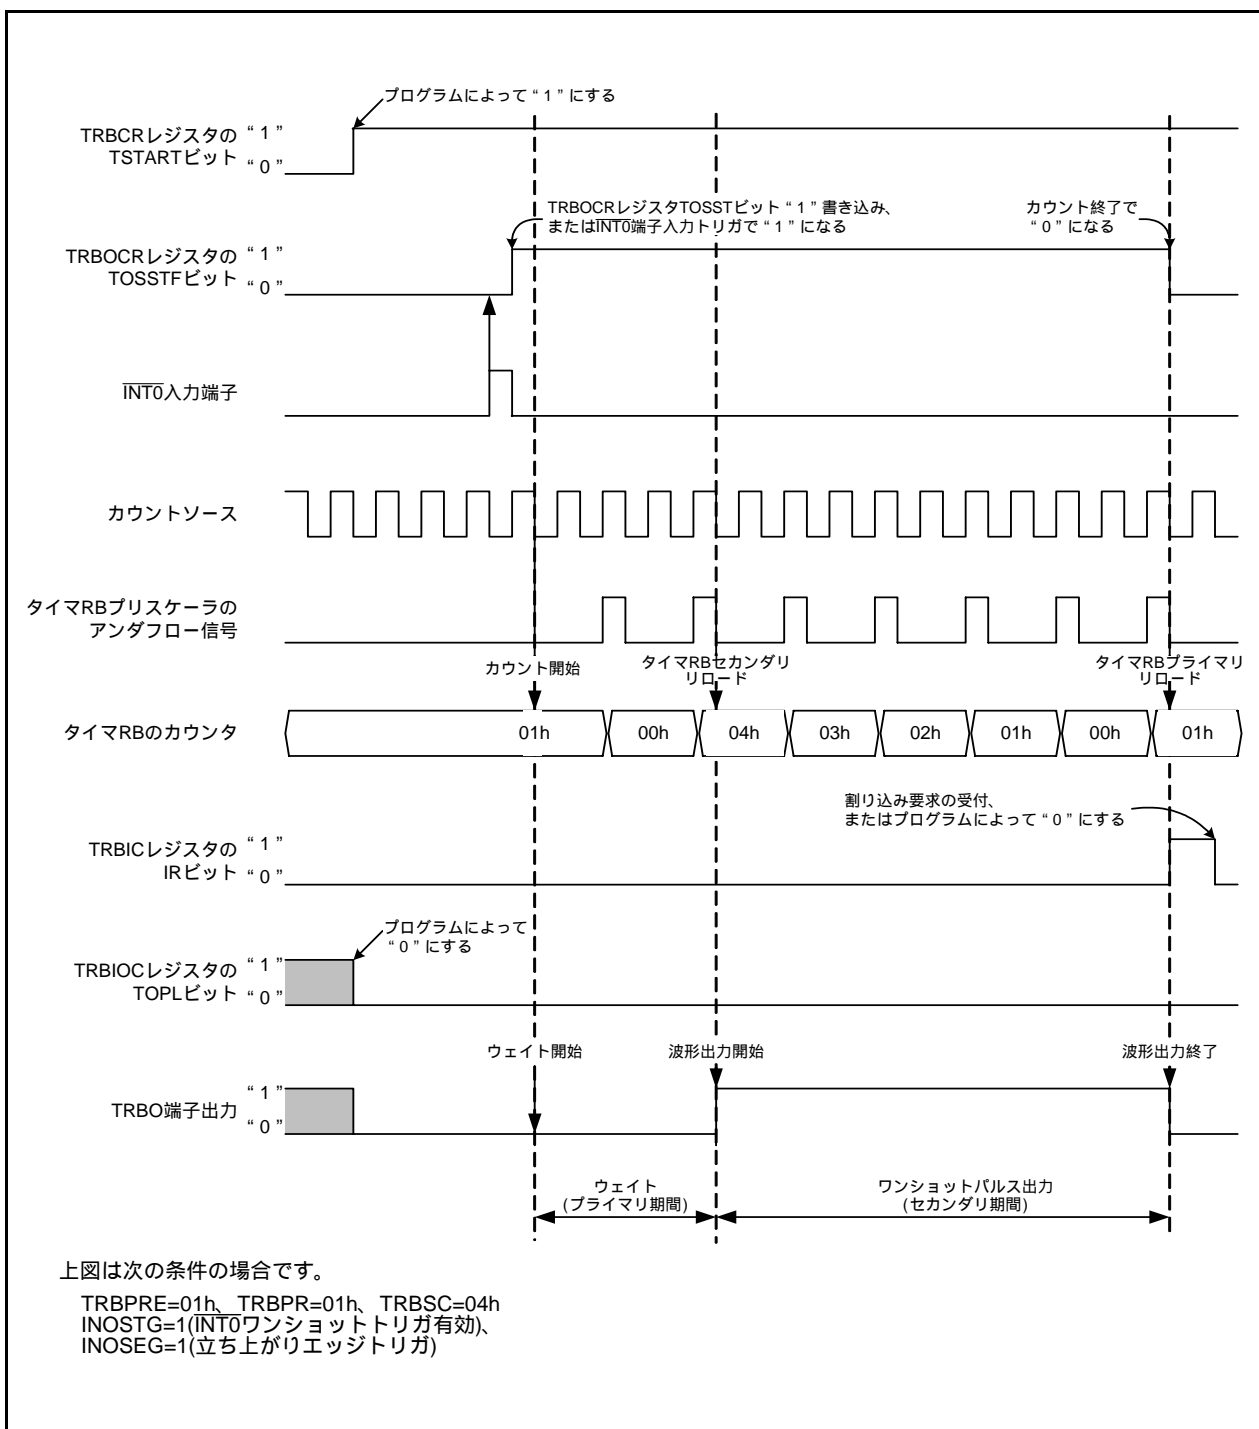 プログラムによって“1”にする
TRBCRレジスタの
TSTARTビット
“1”
“0”
TRBOCRレジスタTOSSTビット“1”書き込み、
またはINT0端子入力トリガで“1”になる
カウント終了で
“0”になる
TRBOCRレジスタの
TOSSTFビット
“1”
“0”
INT0入力端子
カウントソース
タイマRBプリスケーラの
アンダフロー信号
カウント開始
タイマRBセカンダリ
リロード
タイマRBプライマリ
リロード
タイマRBのカウンタ
01h 00h 04h 03h 02h 01h 00h 01h
割り込み要求の受付、
またはプログラムによって“0”にする
TRBICレジスタの
IRビット
“1”
“0”
プログラムによって
“0”にする
TRBIOCレジスタの
TOPLビット
“1”
“0”
ウェイト開始
波形出力開始
波形出力終了
TRBO端子出力
“1”
“0”
ウェイト
(プライマリ期間)
ワンショットパルス出力
(セカンダリ期間)
上図は次の条件の場合です。
TRBPRE=01h、TRBPR=01h、TRBSC=04h
INOSTG=1(INT0ワンショットトリガ有効)、
INOSEG=1(立ち上がりエッジトリガ)